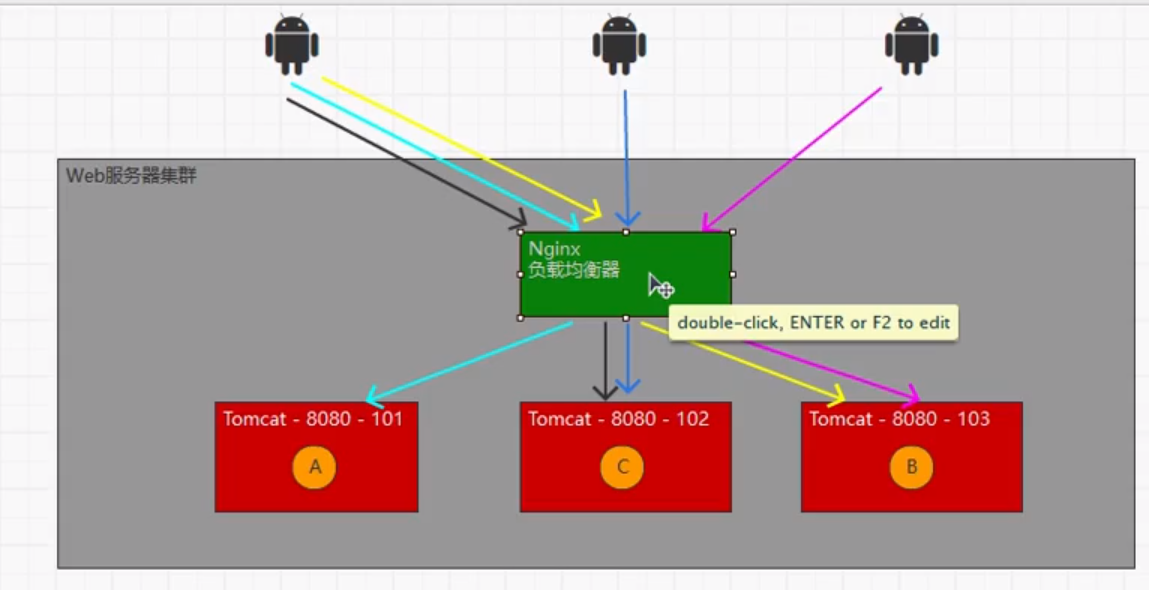 Web服务器集群
Nginx
负载均衡器
double-click, ENTER or F2 to edit
Tomcat - 8080 - 101
Tomcat - 8080 - 102
Tomcat - 8080 - 103
A
C
B